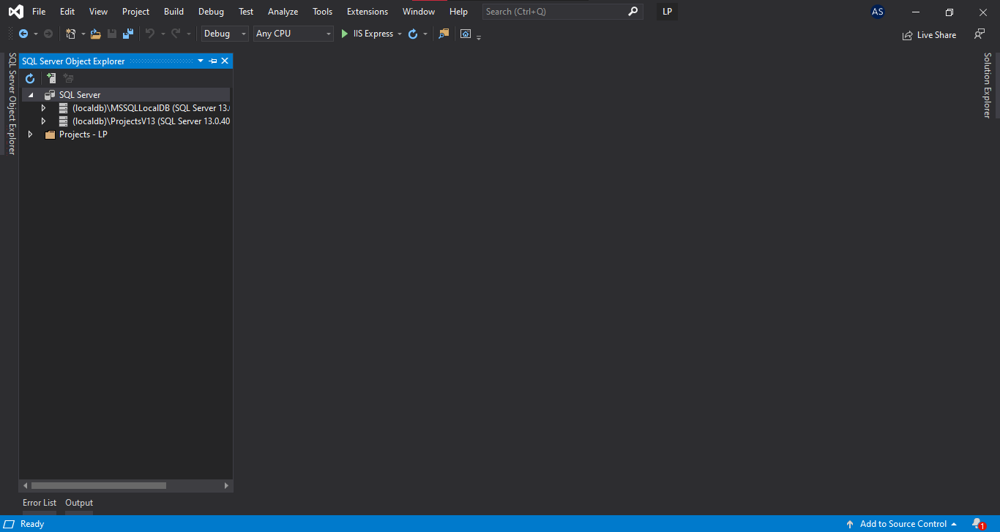 File Edit View Project Build Debug Test Analyze Tools Extensions Window Help Search (Ctrl+Q) LP AS
Debug Any CPU IIS Express Live Share
SQL Server Object Explorer
SQL Server Object Explorer
SQL Server
(localdb)\MSSQLLocalDB (SQL Server 13.
(localdb)\ProjectsV13 (SQL Server 13.0.40
Projects - LP
Solution Explorer
Error List Output
Ready Add to Source Control 1